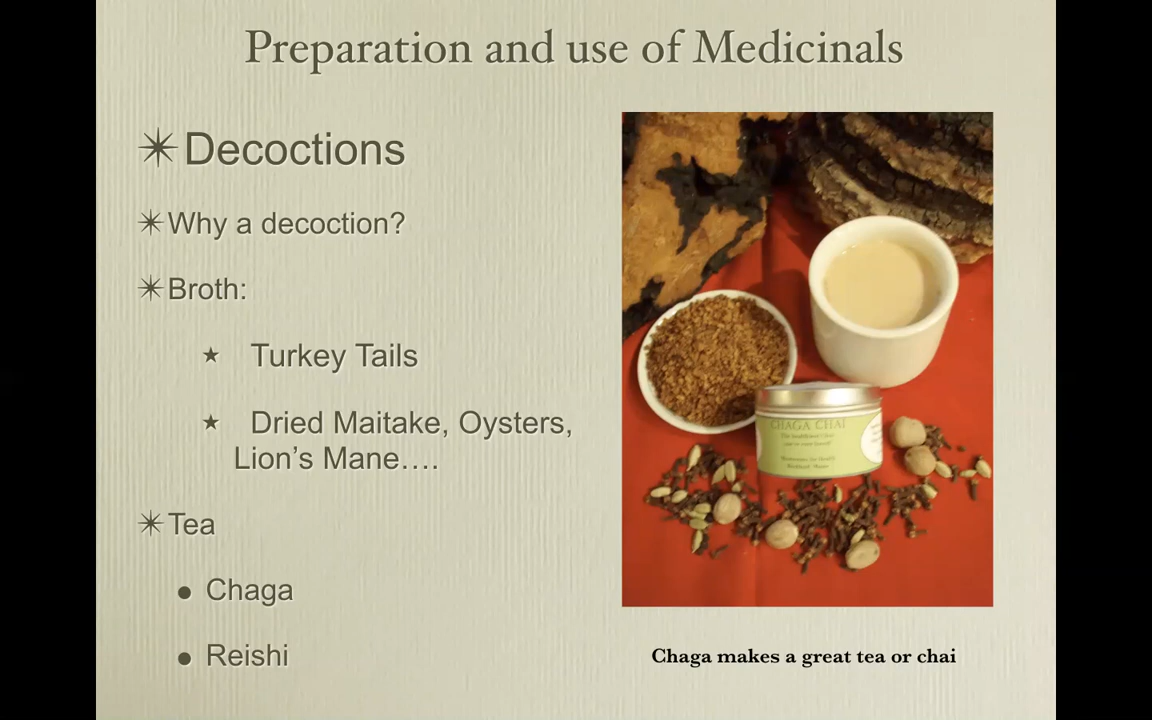 Preparation and use of Medicinals
Decoctions
Why a decoction?
Broth:
Turkey Tails
Dried Maitake, Oysters,
Lion’s Mane….
Tea
Chaga
Reishi
CHAGA CHAI
Chaga makes a great tea or chai